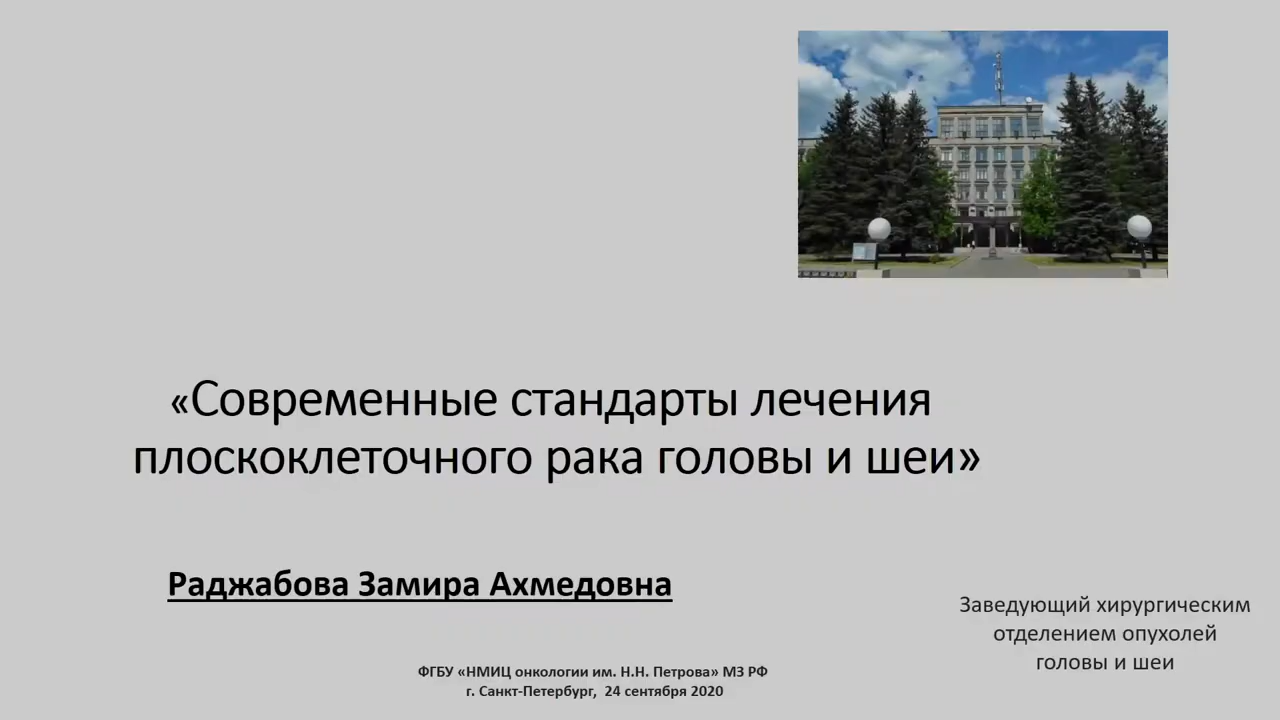 «Современные стандарты лечения
плоскоклеточного рака головы и шеи»
Раджабова Замира Ахмедовна
Заведующий хирургическим
отделением опухолей
головы и шеи
ФГБУ «НМИЦ онкологии им. Н.Н. Петрова» МЗ РФ
г. Санкт-Петербург, 24 сентября 2020